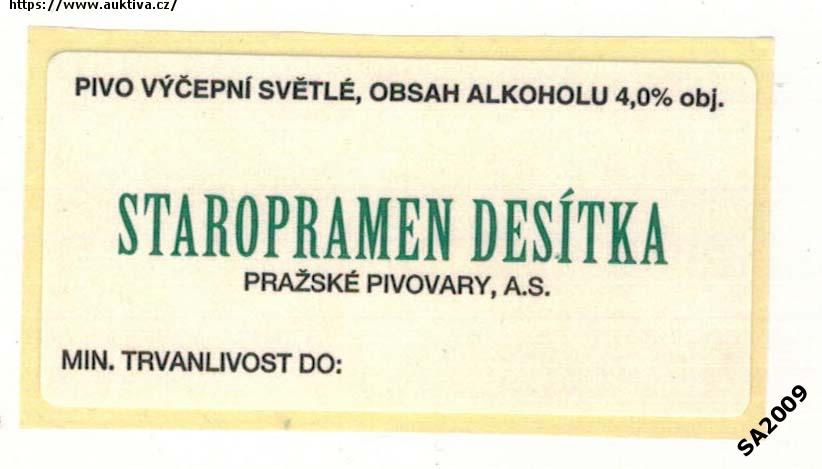 https://www.auktiva.cz/
PIVO VÝČEPNÍ SVĚTLÉ, OBSAH ALKOHOLU 4,0% obj.
STAROPRAMEN DESÍTKA
PRAŽSKÉ PIVOVARY, A.S.
MIN. TRVANLIVOST DO:
SA2009